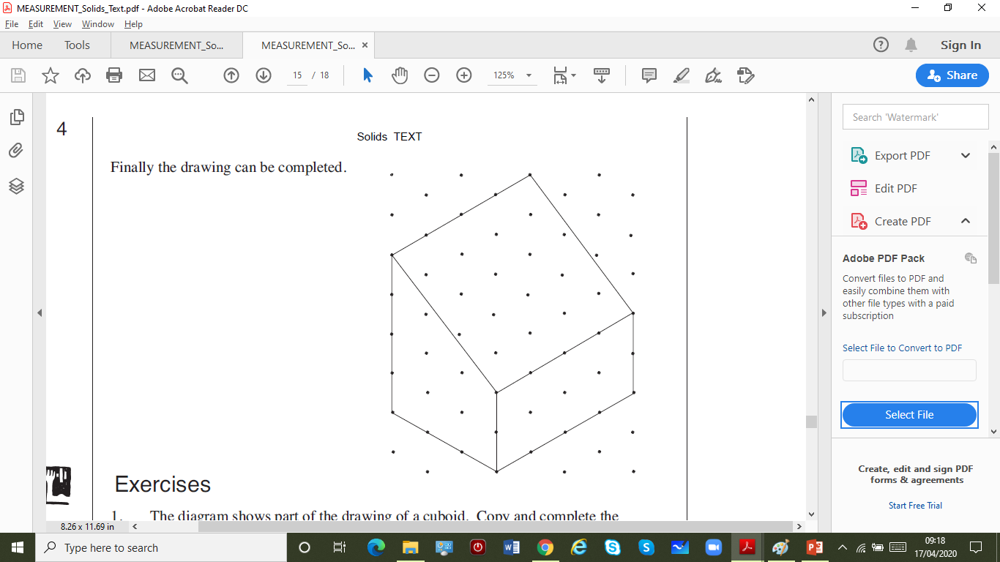 MEASUREMENT_Solids_Text.pdf - Adobe Acrobat Reader DC
File Edit View Window Help
Home Tools MEASUREMENT_So... MEASUREMENT_So... ×
Sign In
15 / 18
125%
Share
4
Solids TEXT
Finally the drawing can be completed.
Exercises
1. The diagram shows part of the drawing of a cuboid. Copy and complete the
8.26 x 11.69 in
Search 'Watermark'
Export PDF
Edit PDF
Create PDF
Adobe PDF Pack
Convert files to PDF and
easily combine them with
other file types with a paid
subscription
Select File to Convert to PDF
Select File
Create, edit and sign PDF
forms & agreements
Start Free Trial
Type here to search
09:18
17/04/2020